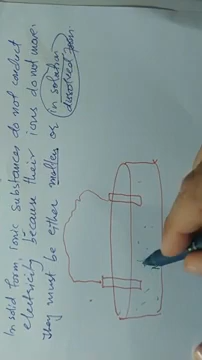 In solid form, ionic substances do not conduct
electricity because their ions do not move.
They must be either molten or in solution
dissolved form